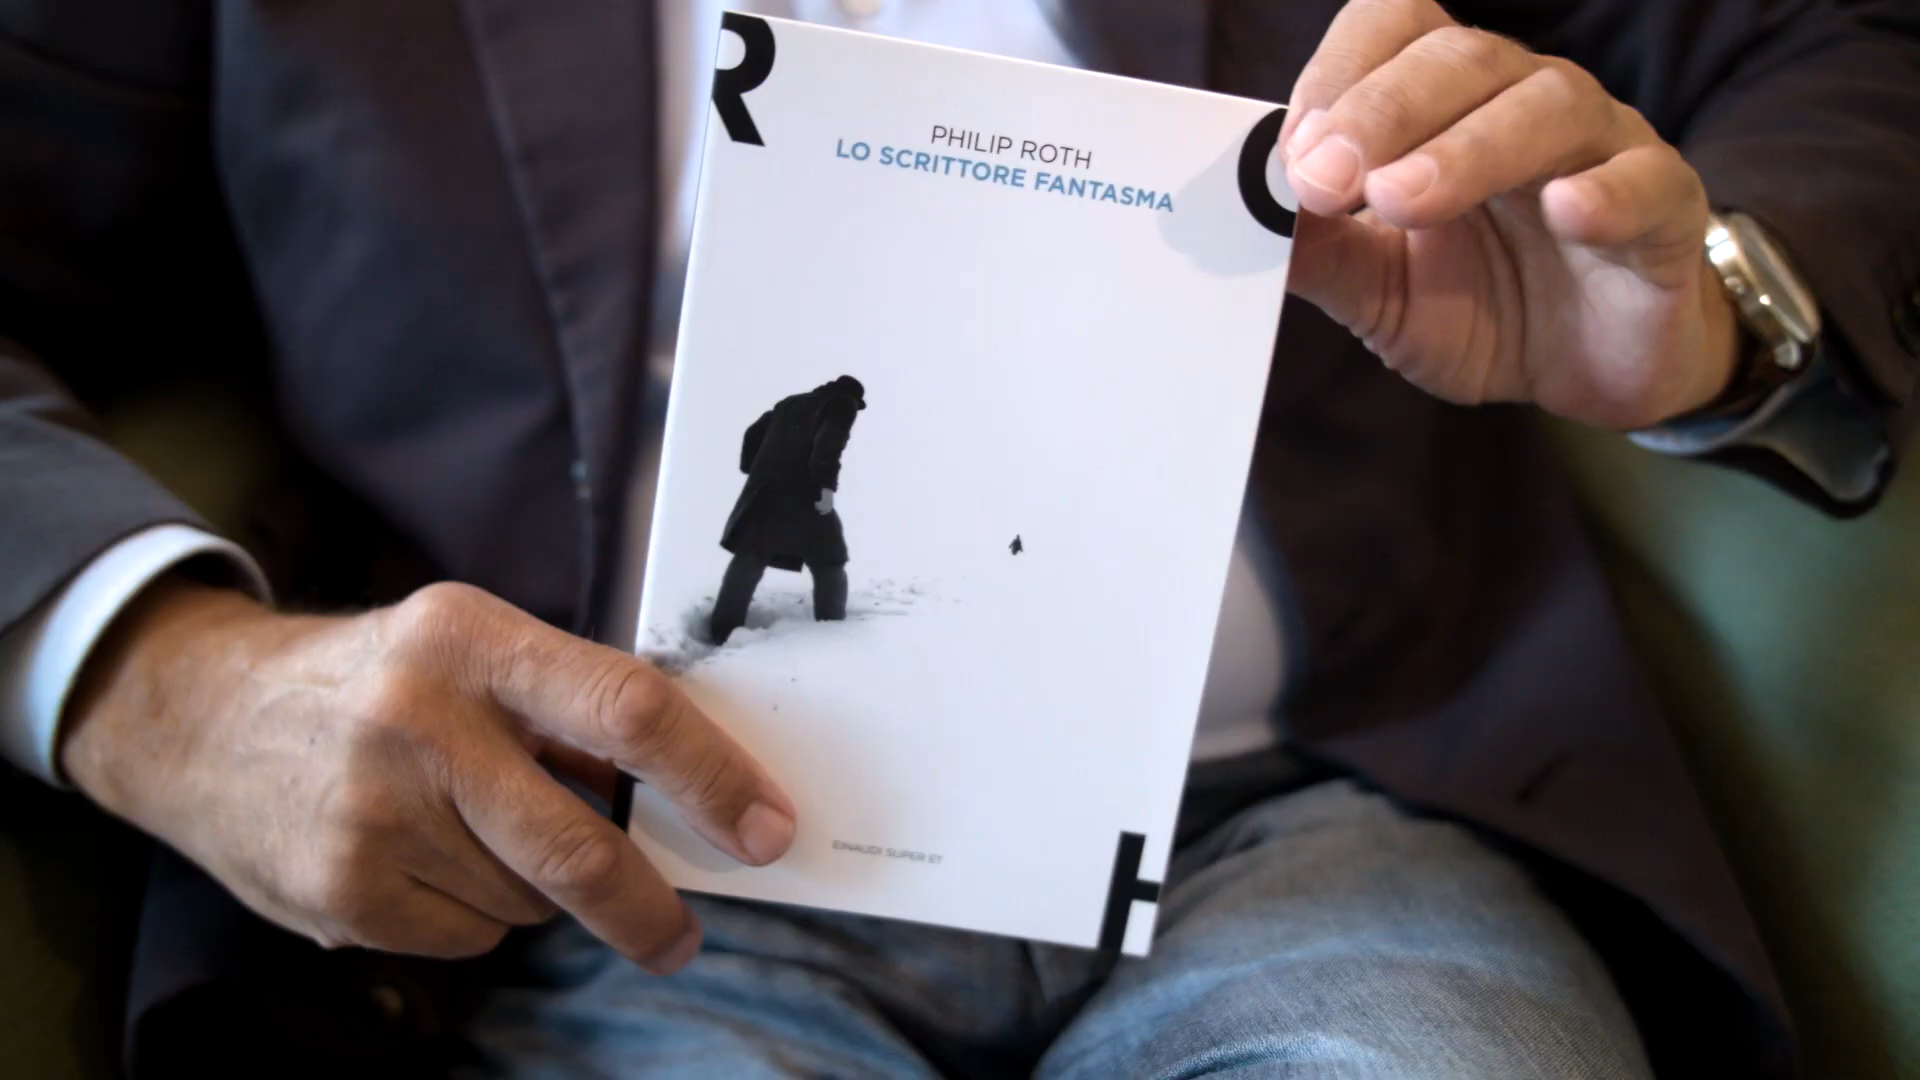 R O
PHILIP ROTH
LO SCRITTORE FANTASMA
EINAUDI SUPER ET
H